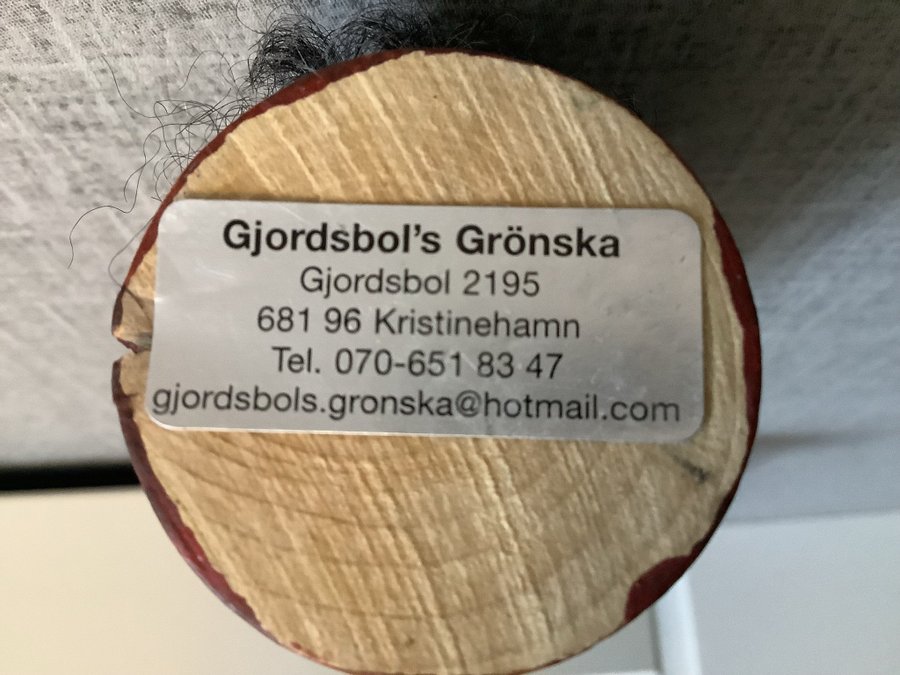 Gjordsbol's Grönska
Gjordsbol 2195
681 96 Kristinehamn
Tel. 070-651 83 47
gjordsbols.gronska@hotmail.com